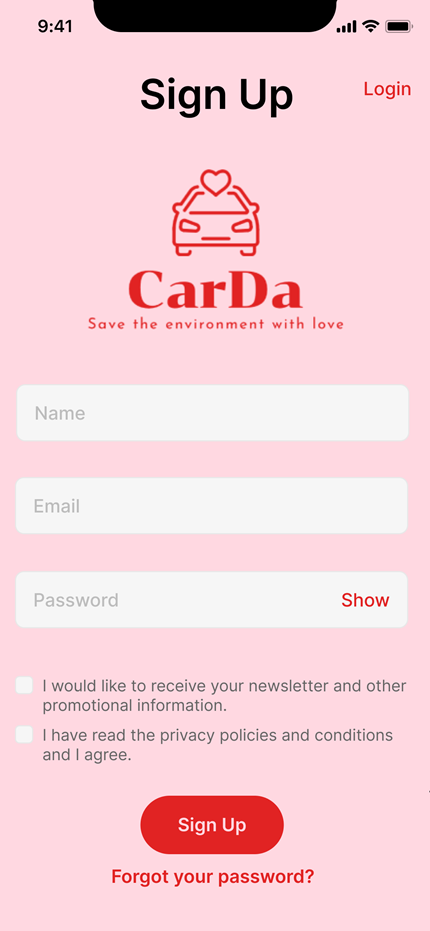 9:41
Sign Up
Login
CarDa
Save the environment with love
Name
Email
Password
Show
I would like to receive your newsletter and other
promotional information.
I have read the privacy policies and conditions
and I agree.
Sign Up
Forgot your password?